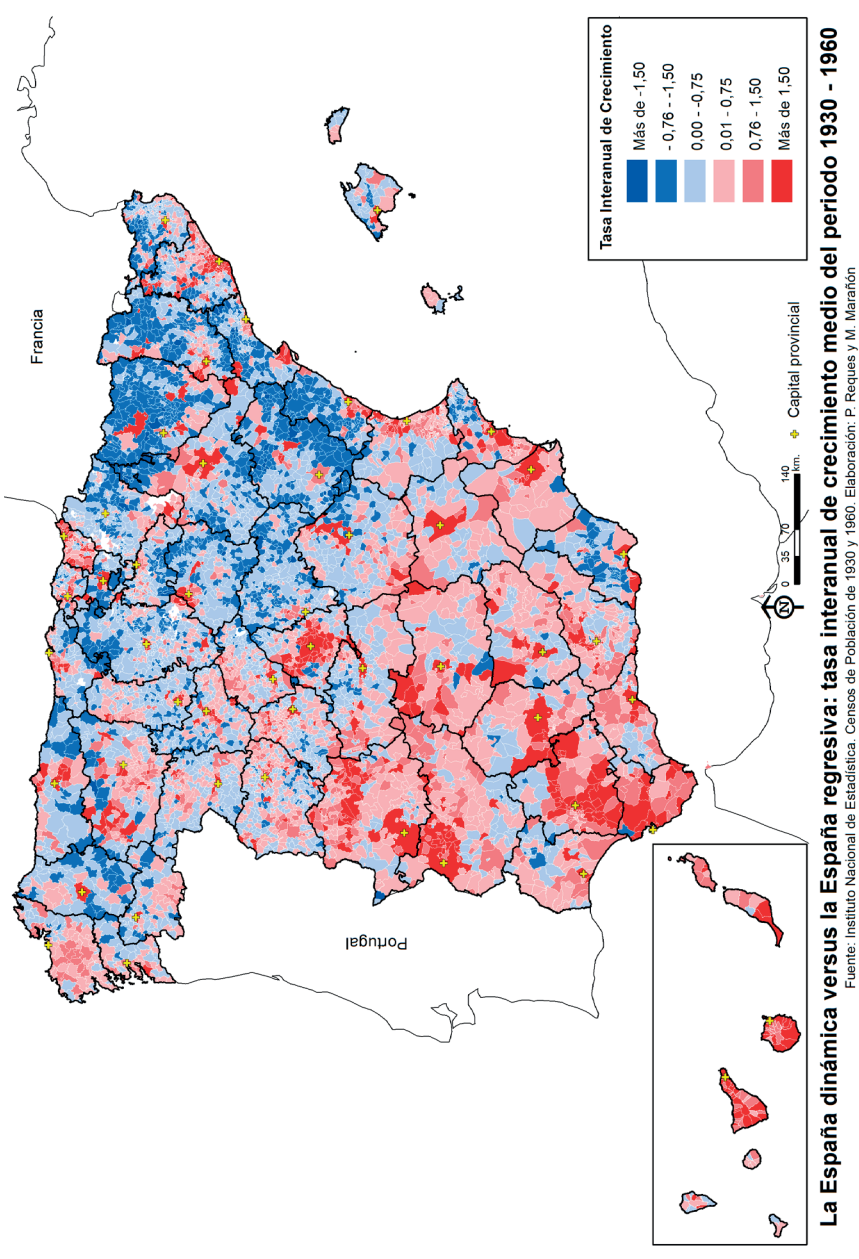 Francia
Portugal
Tasa Interanual de Crecimiento
Más de -1,50
- 0,76 - -1,50
0,00 - -0,75
0,01 - 0,75
0,76 - 1,50
Más de 1,50
0 35 70 140
km.
Capital provincial
N
La España dinámica versus la España regresiva: tasa interanual de crecimiento medio del periodo 1930 - 1960
Fuente: Instituto Nacional de Estadística. Censos de Población de 1930 y 1960. Elaboración: P. Reques y M. Marañón